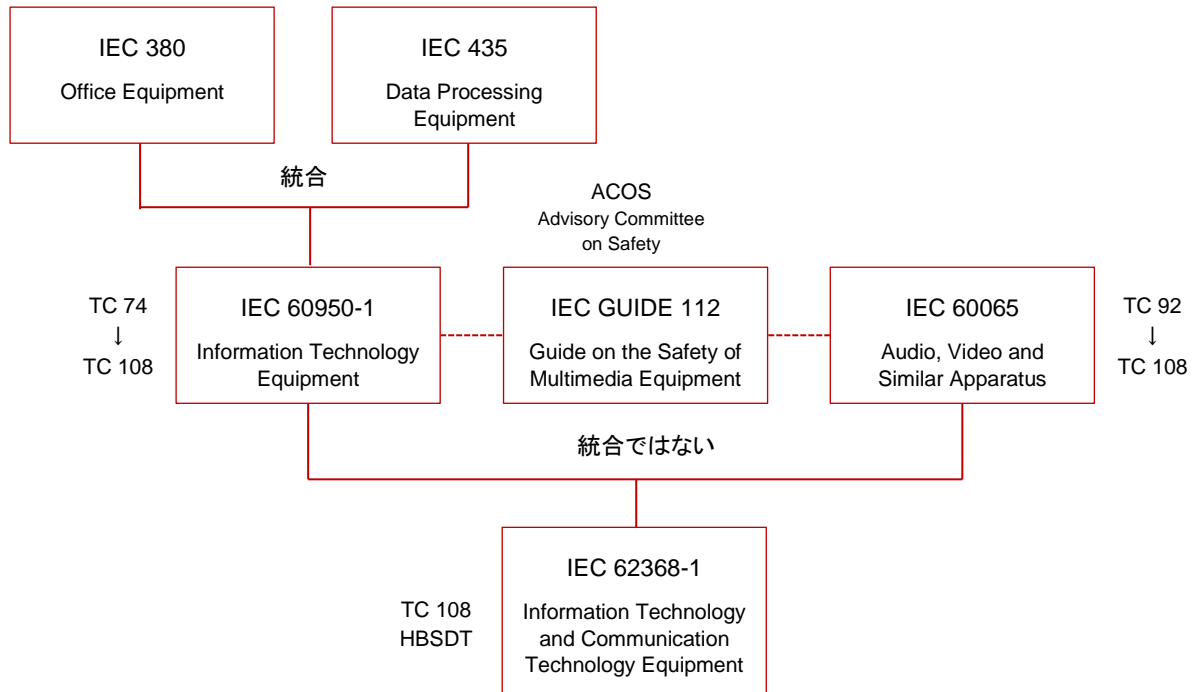 IEC 380
Office Equipment
IEC 435
Data Processing
Equipment
統合
ACOS
Advisory Committee
on Safety
TC 74
↓
TC 108
IEC 60950-1
Information Technology
Equipment
IEC GUIDE 112
Guide on the Safety of
Multimedia Equipment
IEC 60065
Audio, Video and
Similar Apparatus
TC 92
↓
TC 108
統合ではない
TC 108
HBSDT
IEC 62368-1
Information Technology
and Communication
Technology Equipment